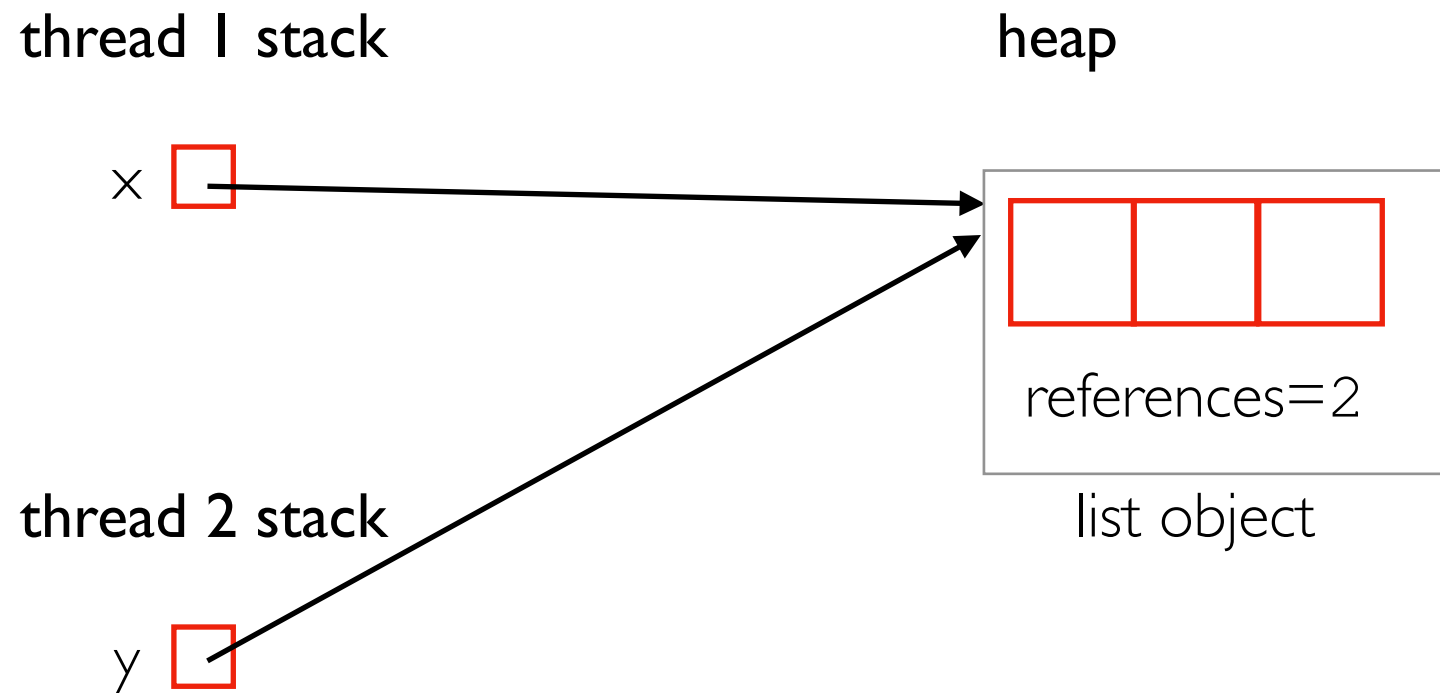 thread 1 stack
heap
x
references=2
list object
thread 2 stack
y